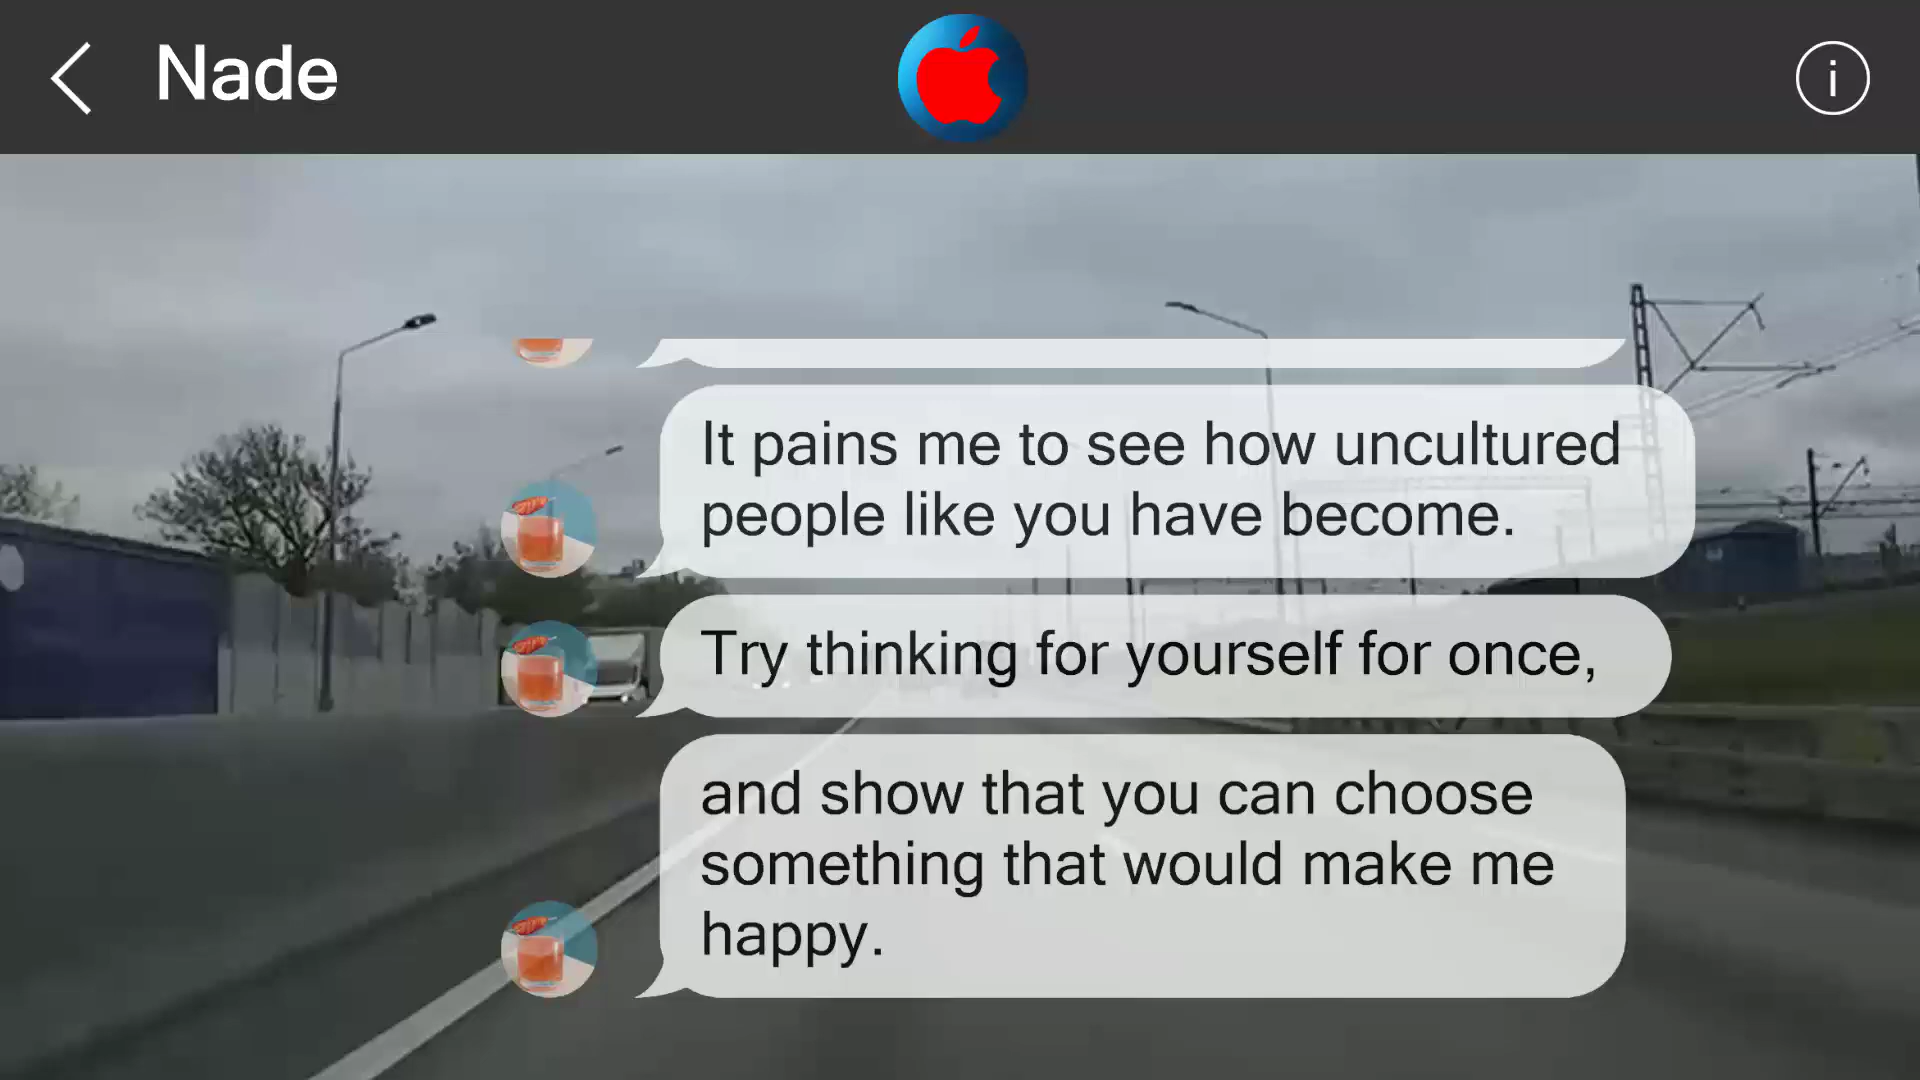 Nade
It pains me to see how uncultured
people like you have become.
Try thinking for yourself for once,
and show that you can choose
something that would make me
happy.